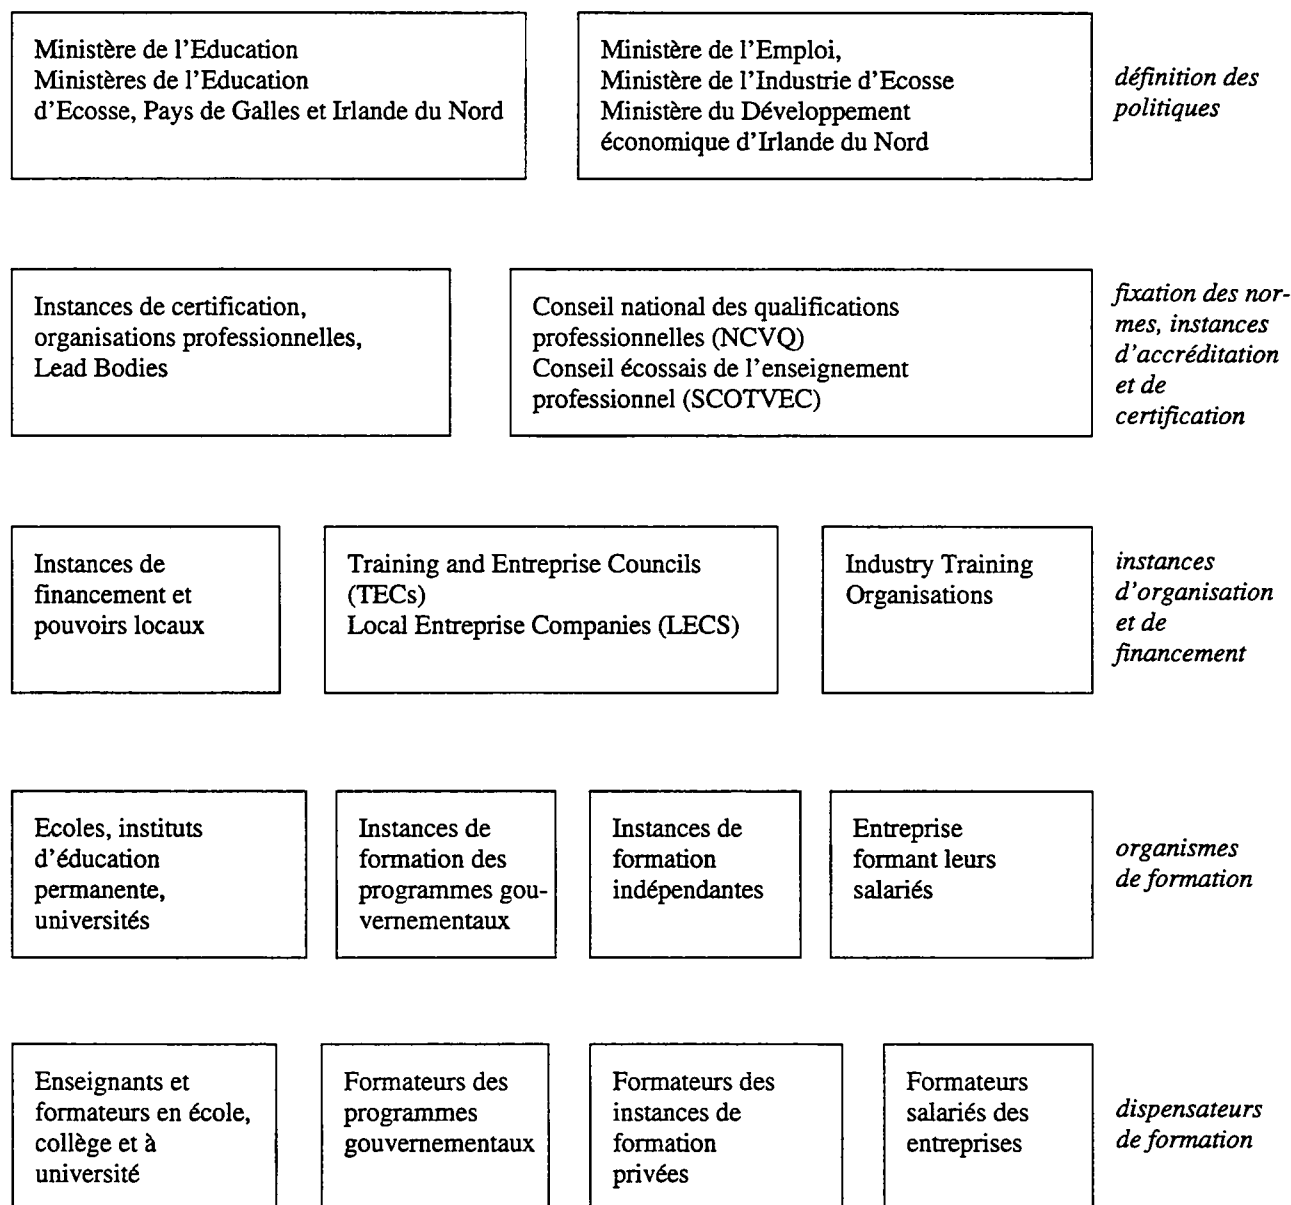 Ministère de l'Education
Ministères de l'Education
d'Ecosse, Pays de Galles et Irlande du Nord
Ministère de l'Emploi,
Ministère de l'Industrie d'Ecosse
Ministère du Développement
économique d'Irlande du Nord
définition des
politiques
Instances de certification,
organisations professionnelles,
Lead Bodies
Conseil national des qualifications
professionnelles (NCVQ)
Conseil écossais de l'enseignement
professionnel (SCOTVEC)
fixation des nor-
mes, instances
d'accréditation
et de
certification
Instances de
financement et
pouvoirs locaux
Training and Entreprise Councils
(TECs)
Local Entreprise Companies (LECS)
Industry Training
Organisations
instances
d'organisation
et de
financement
Ecoles, instituts
d'éducation
permanente,
universités
Instances de
formation des
programmes gou-
vernementaux
Instances de
formation
indépendantes
Entreprise
formant leurs
salariés
organismes
de formation
Enseignants et
formateurs en école,
collège et à
université
Formateurs des
programmes
gouvernementaux
Formateurs des
instances de
formation
privées
Formateurs
salariés des
entreprises
dispensateurs
de formation